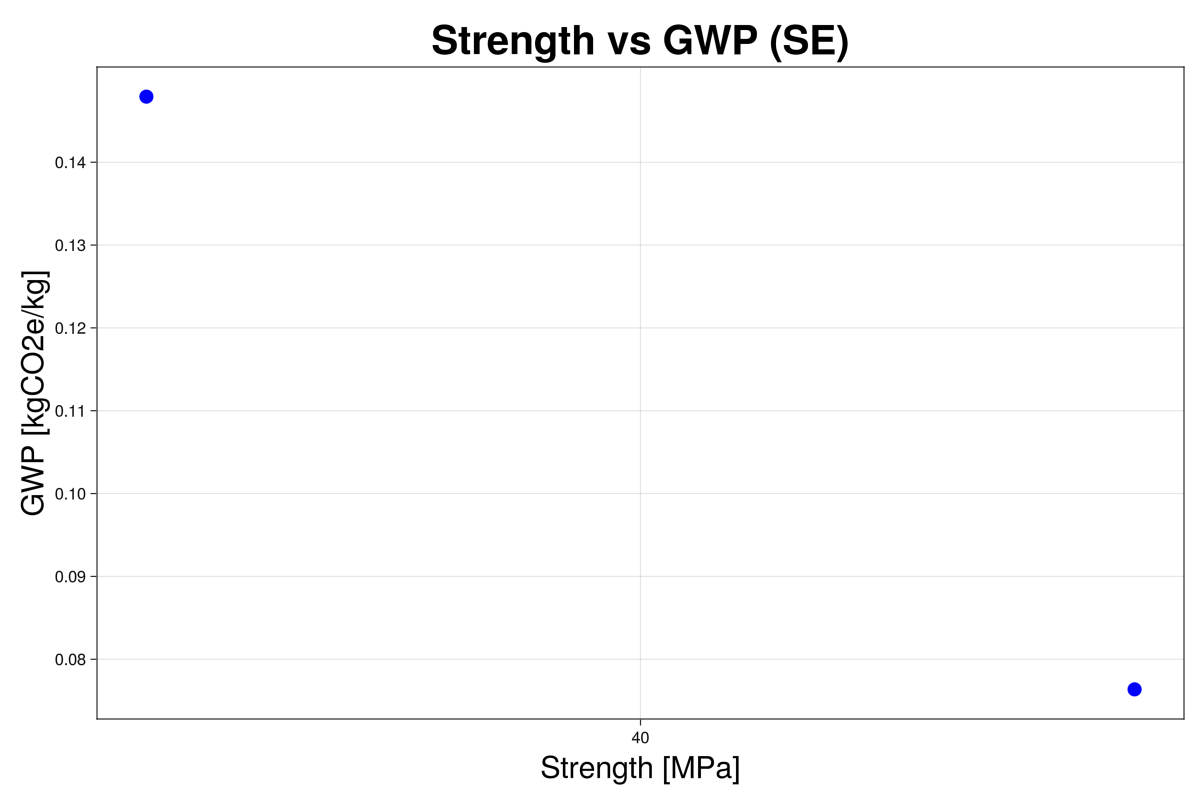 Strength vs GWP (SE)
GWP [kgCO2e/kg]
0.14
0.13
0.12
0.11
0.10
0.09
0.08
40
Strength [MPa]